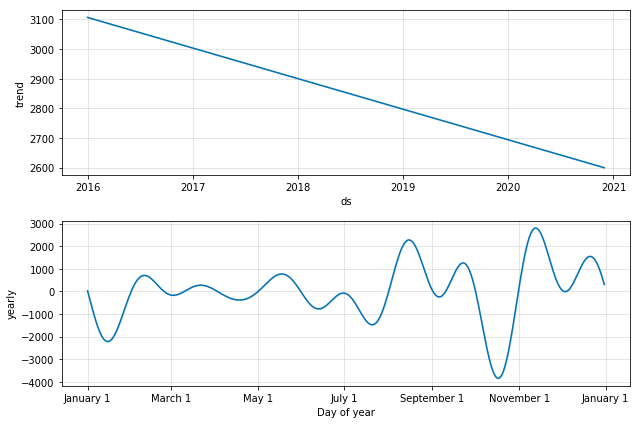 3100
3000
2900
2800
2700
2600
trend
2016 2017 2018 2019 2020 2021
ds
3000
2000
1000
0
−1000
−2000
−3000
−4000
yearly
January 1 March 1 May 1 July 1 September 1 November 1 January 1
Day of year